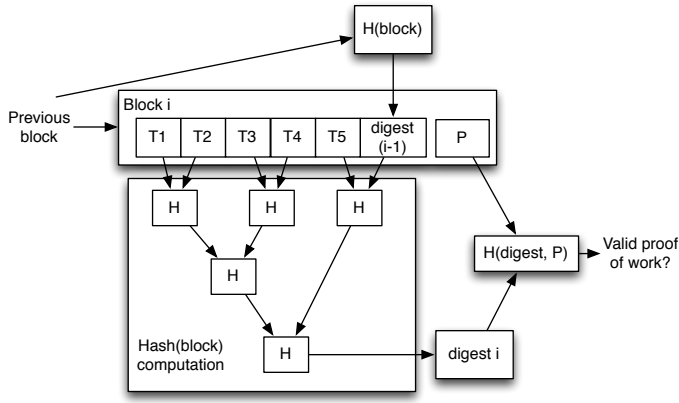 H(block)
Block i
Previous
block
T1 T2 T3 T4 T5 digest
(i-1)
P
H H H
H(digest, P)
Valid proof
of work?
H
Hash(block)
computation
H
digest i